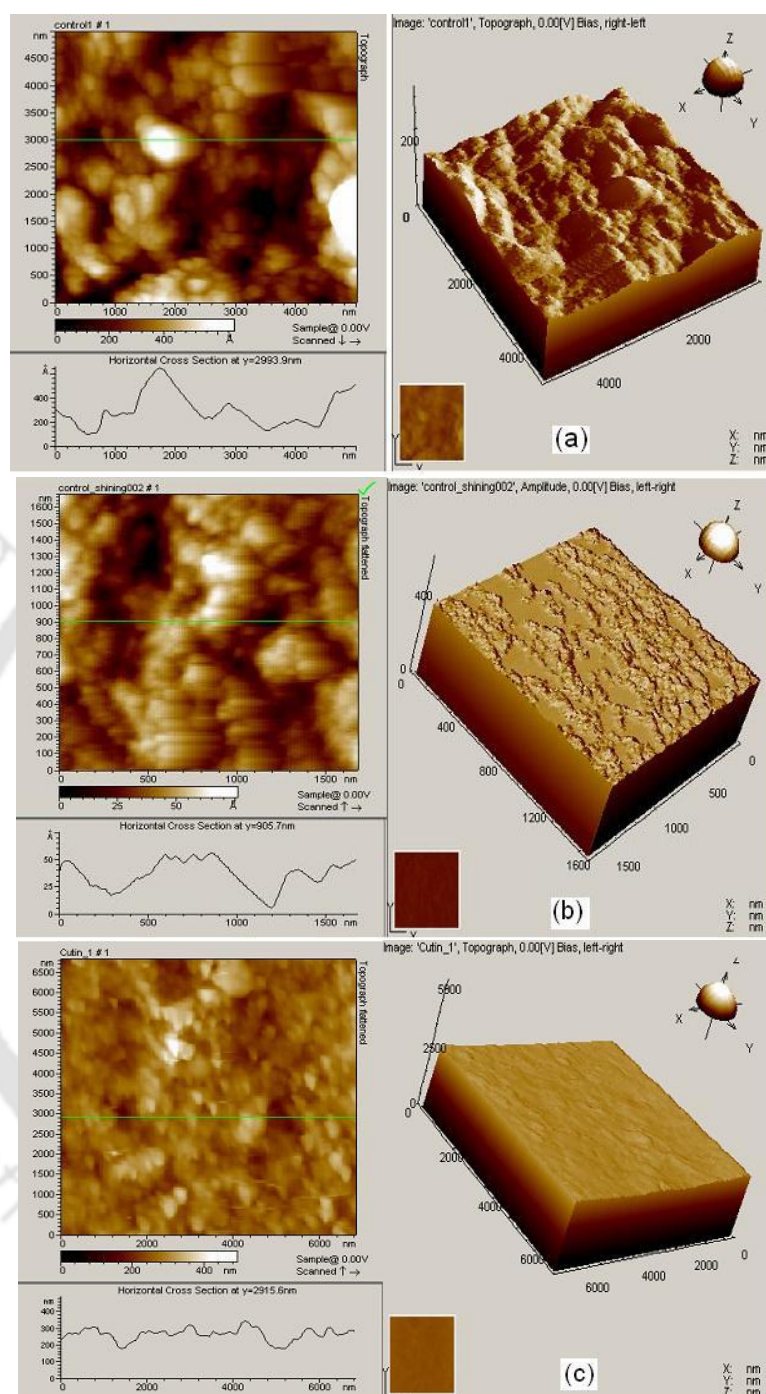 control1 # 1
nm
4500
4000
3500
3000
2500
2000
1500
1000
500
0
0 1000 2000 3000 4000 nm
Topograph
0 200 400 Å
Sample@ 0.00V
Scanned ↓ →
Horizontal Cross Section at y=2993.9nm
Å
400
200
0
0 1000 2000 3000 4000 nm
Image: 'control1', Topograph, 0.00[V] Bias, right-left
Z
X
Y
200
0
2000
4000
4000
2000
Y
(a)
X: nm
Y: nm
Z: nm
control_shining002 # 1
nm
1600
1500
1400
1300
1200
1100
1000
900
800
700
600
500
400
300
200
100
0
500 1000 1500 nm
Topograph flattened
0 25 50 Å
Sample@ 0.00V
Scanned ↑ →
Horizontal Cross Section at y=905.7nm
Å
50
25
0
0 500 1000 1500 nm
Image: 'control_shining002', Amplitude, 0.00[V] Bias, left-right
Z
X
Y
400
0
0
400
800
1200
1600
1500
1000
500
0
(b)
X: nm
Y: nm
Z: nm
Cutin_1 # 1
nm
6500
6000
5500
5000
4500
4000
3500
3000
2500
2000
1500
1000
500
0
0 2000 4000 6000 nm
Topograph flattened
0 200 400 nm
Sample@ 0.00V
Scanned ↑ →
Horizontal Cross Section at y=2915.6nm
nm
400
300
200
100
0
0 2000 4000 6000 nm
Image: 'Cutin_1', Topograph, 0.00[V] Bias, left-right
Z
X
Y
2500
0
0
2000
4000
6000
6000
4000
2000
0
(c)
X: nm
Y: nm
Z: nm